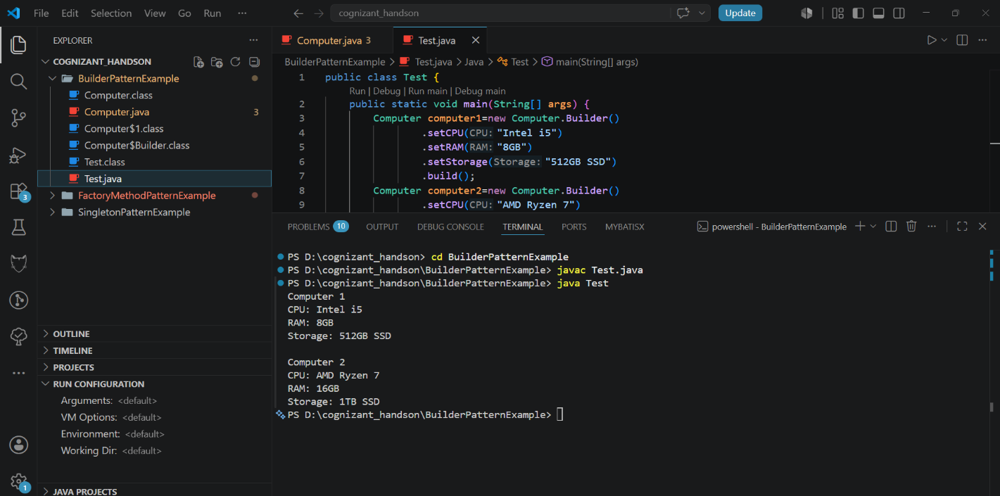 File Edit Selection View Go Run ··· cognizant_handson Update
EXPLORER ···
COGNIZANT_HANDSON
BuilderPatternExample
Computer.class
Computer.java 3
Computer$1.class
Computer$Builder.class
Test.class
Test.java
FactoryMethodPatternExample
SingletonPatternExample
3
OUTLINE
TIMELINE
PROJECTS
RUN CONFIGURATION
Arguments: <default>
VM Options: <default>
Environment: <default>
Working Dir: <default>
1
JAVA PROJECTS
Computer.java 3 Test.java
BuilderPatternExample > Test.java > Java > Test > main(String[] args)
1 public class Test {
Run | Debug | Run main | Debug main
2 public static void main(String[] args) {
3 Computer computer1=new Computer.Builder()
4 .setCPU(CPU: "Intel i5")
5 .setRAM(RAM: "8GB")
6 .setStorage(Storage: "512GB SSD")
7 .build();
8 Computer computer2=new Computer.Builder()
9 .setCPU(CPU: "AMD Ryzen 7")
PROBLEMS 10 OUTPUT DEBUG CONSOLE TERMINAL PORTS MYBATISX powershell - BuilderPatternExample
PS D:\cognizant_handson> cd BuilderPatternExample
PS D:\cognizant_handson\BuilderPatternExample> javac Test.java
PS D:\cognizant_handson\BuilderPatternExample> java Test
Computer 1
CPU: Intel i5
RAM: 8GB
Storage: 512GB SSD
Computer 2
CPU: AMD Ryzen 7
RAM: 16GB
Storage: 1TB SSD
PS D:\cognizant_handson\BuilderPatternExample>